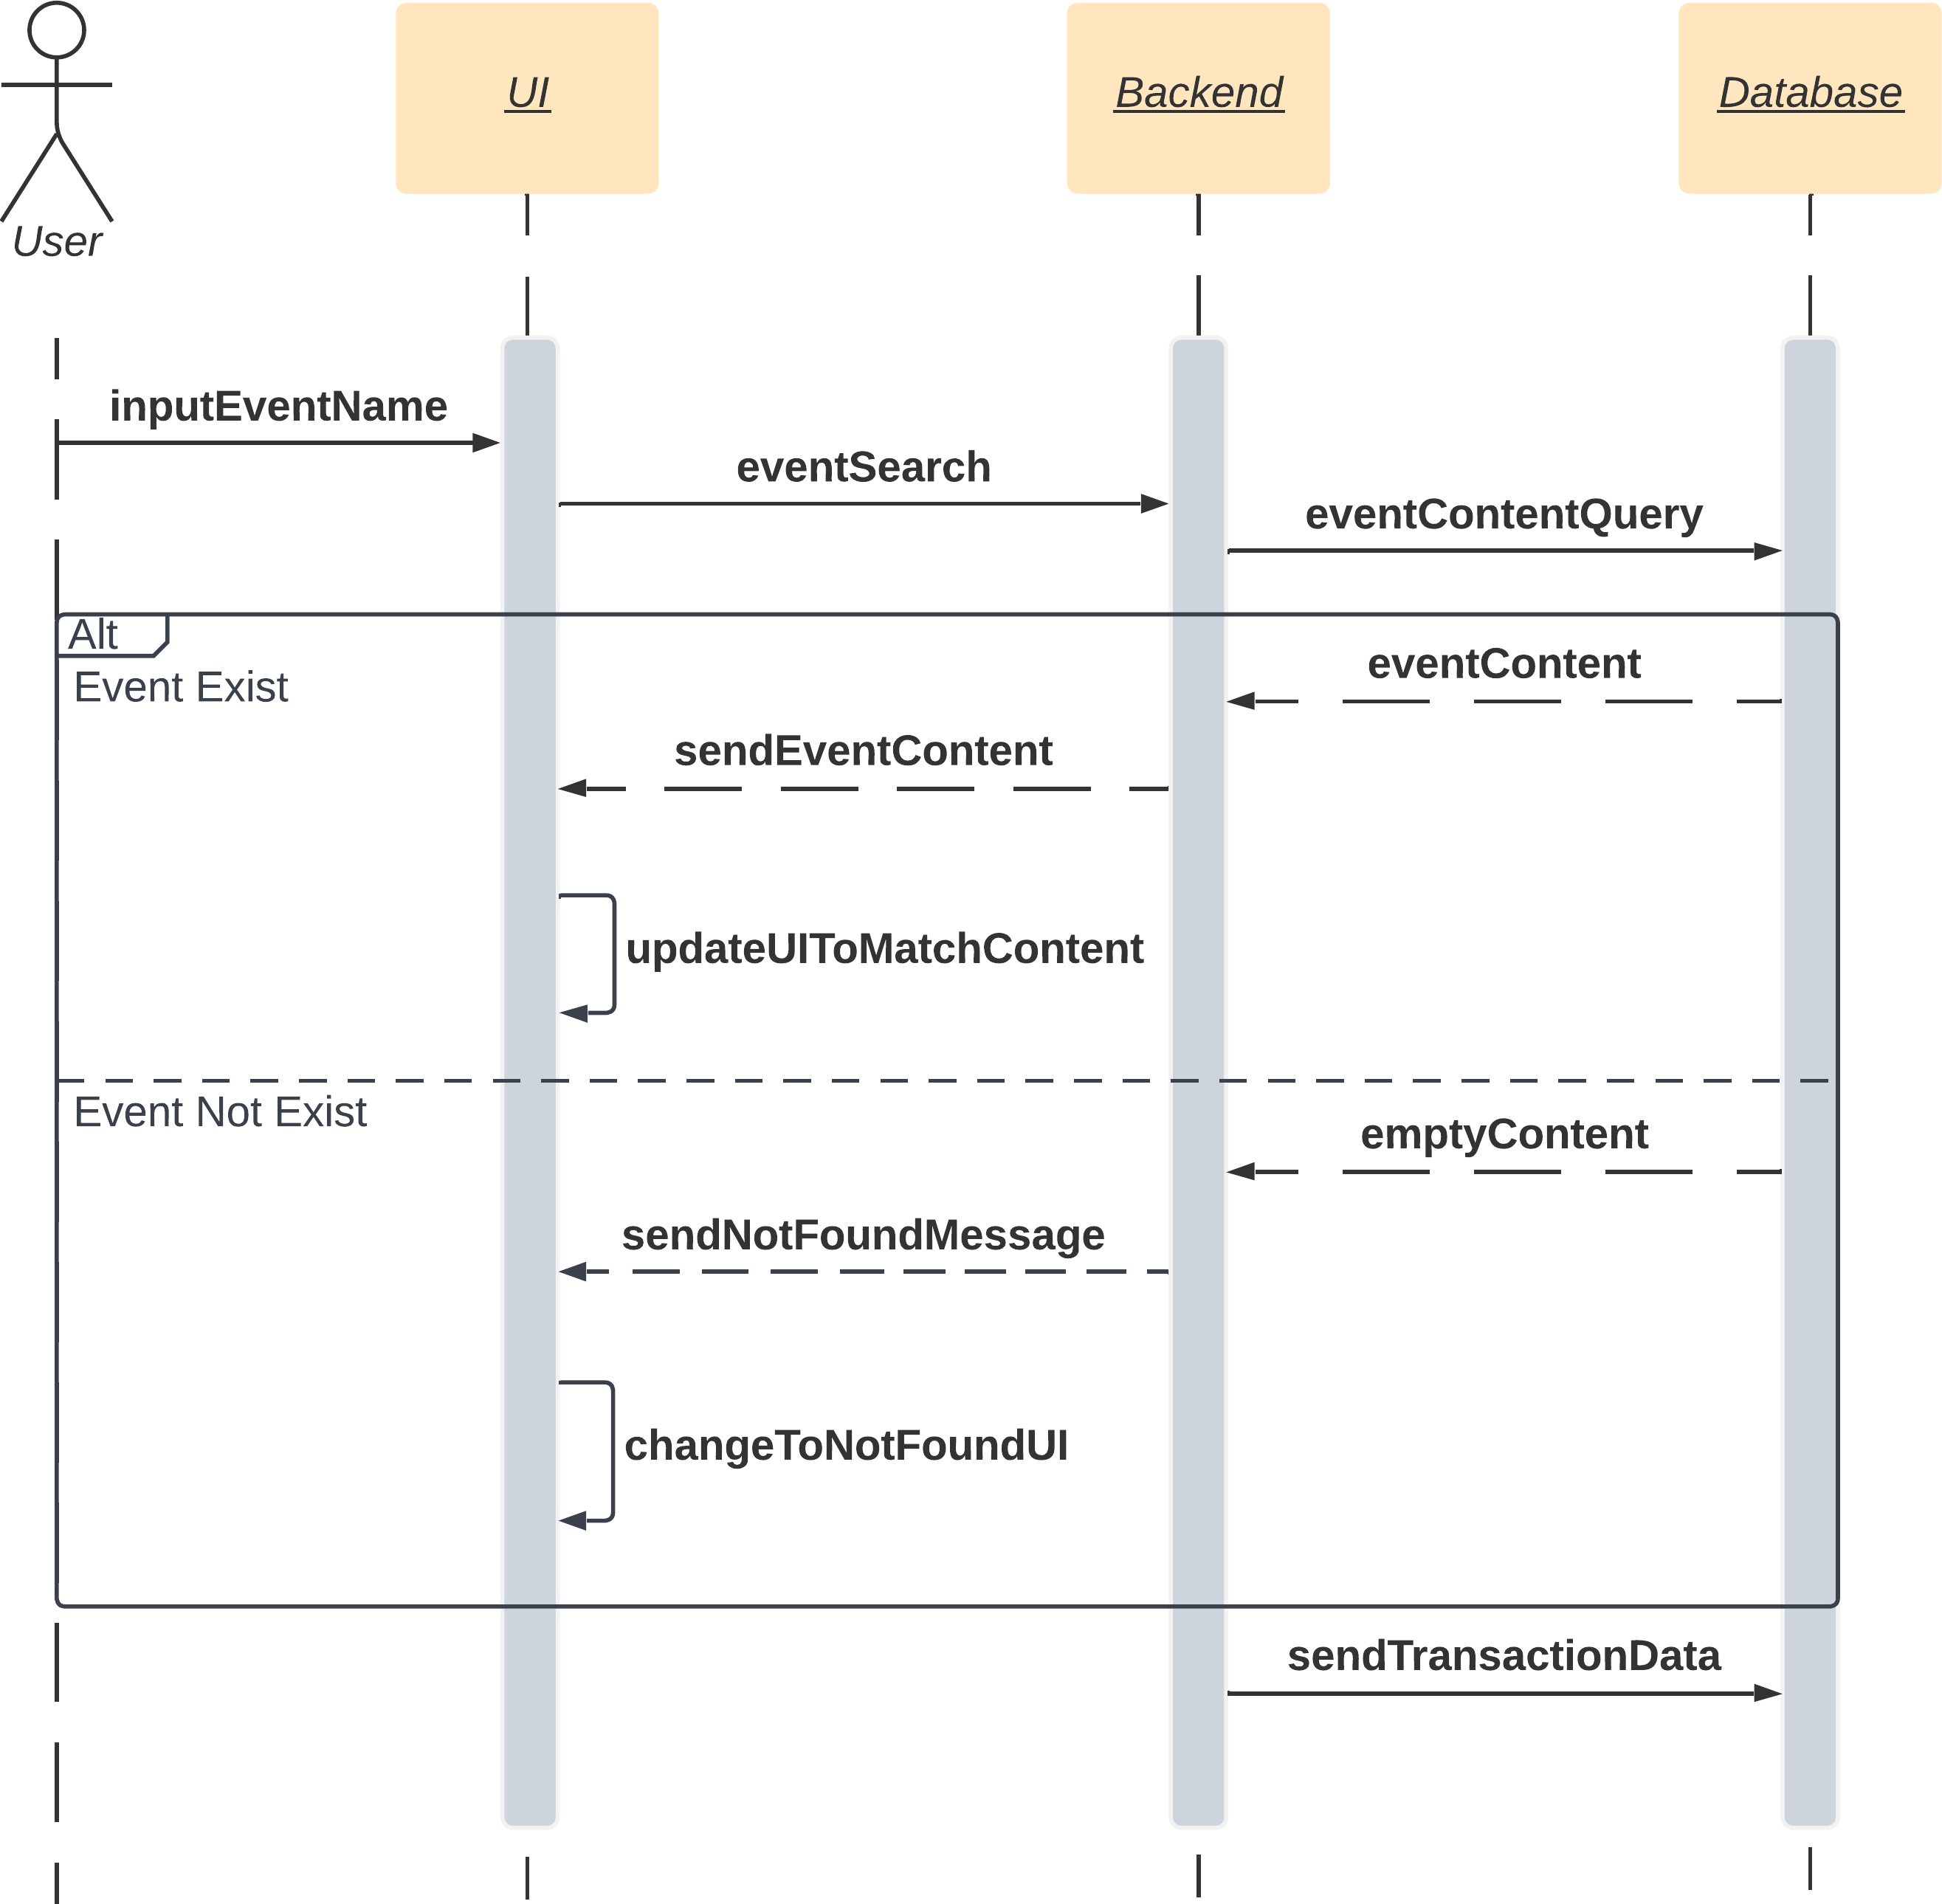 UI
Backend
Database
User
inputEventName
eventSearch
eventContentQuery
Alt
Event Exist
eventContent
sendEventContent
updateUIToMatchContent
Event Not Exist
emptyContent
sendNotFoundMessage
changeToNotFoundUI
sendTransactionData